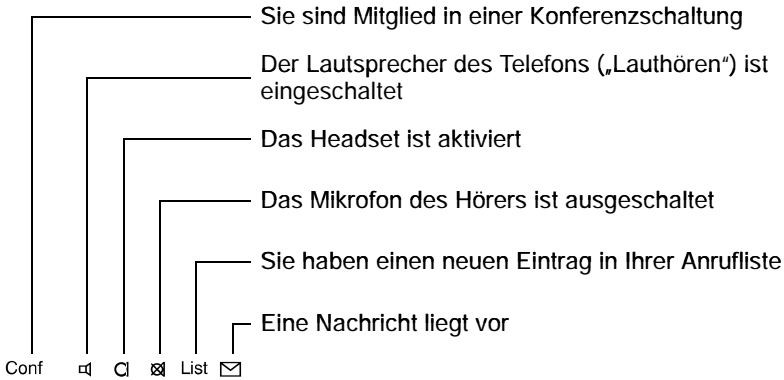 Sie sind Mitglied in einer Konferenzschaltung
Der Lautsprecher des Telefons („Lauthören“) ist
eingeschaltet
Das Headset ist aktiviert
Das Mikrofon des Hörers ist ausgeschaltet
Sie haben einen neuen Eintrag in Ihrer Anrufliste
Eine Nachricht liegt vor
Conf List